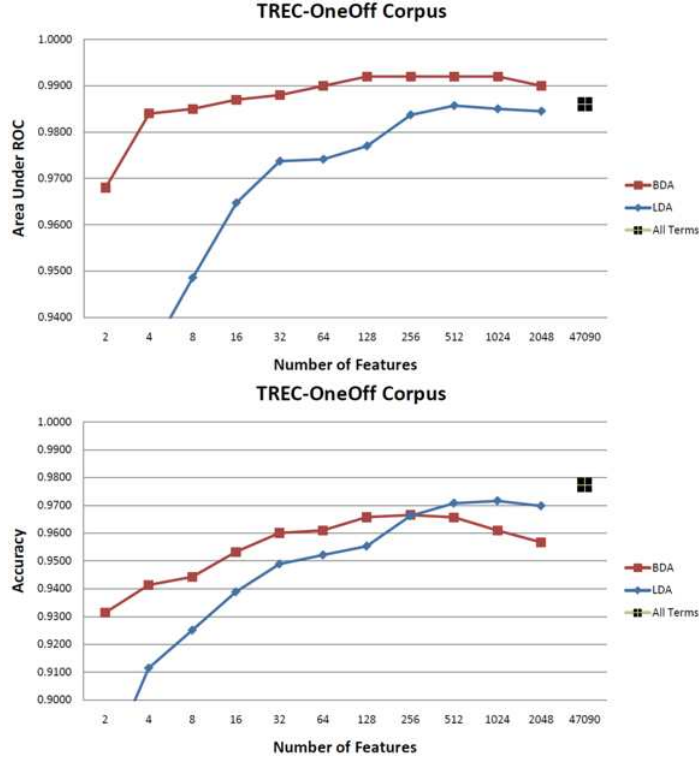 TREC-OneOff Corpus
1.0000
0.9900
0.9800
0.9700
0.9600
0.9500
0.9400
Area Under ROC
2 4 8 16 32 64 128 256 512 1024 2048 47090
Number of Features
BDA
LDA
All Terms
TREC-OneOff Corpus
1.0000
0.9900
0.9800
0.9700
0.9600
0.9500
0.9400
0.9300
0.9200
0.9100
0.9000
Accuracy
2 4 8 16 32 64 128 256 512 1024 2048 47090
Number of Features
BDA
LDA
All Terms